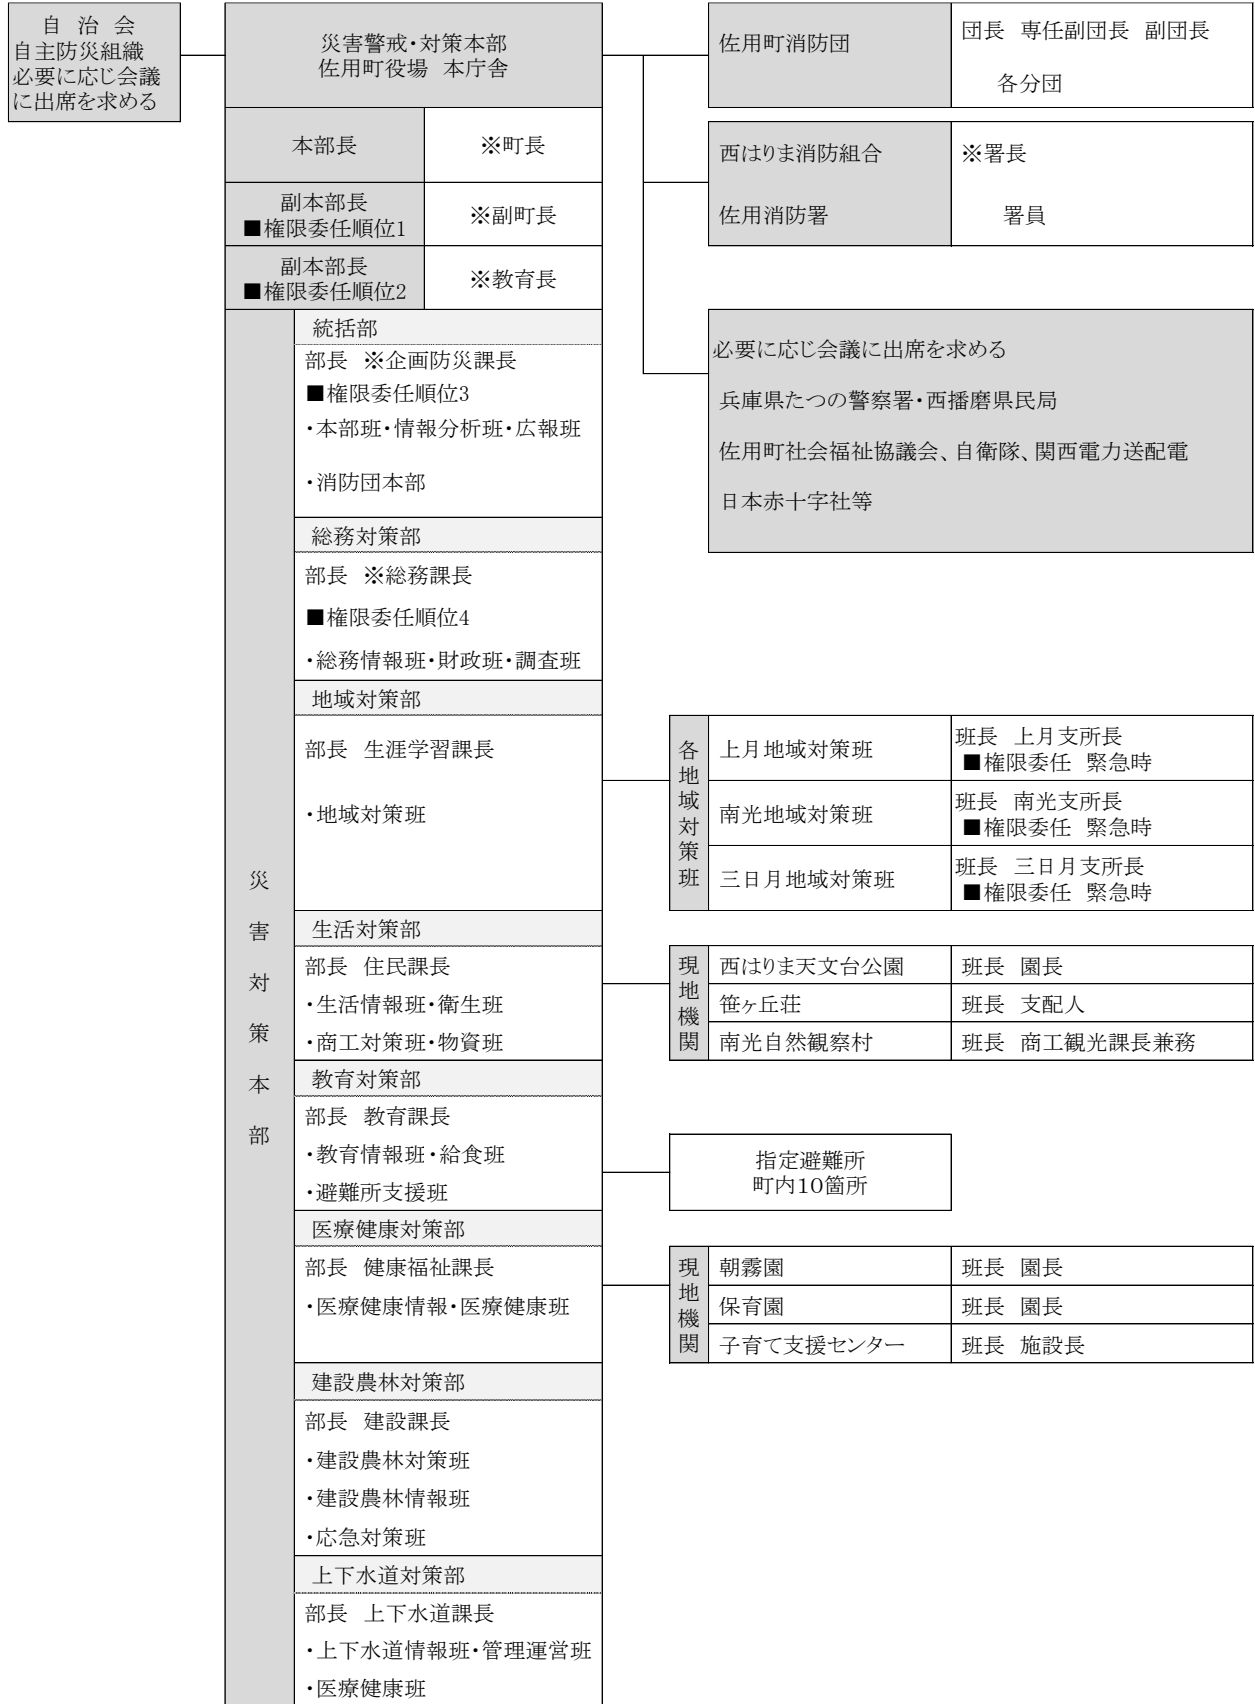 自 治 会
自主防災組織
必要に応じ会議
に出席を求める
災害警戒・対策本部
佐用町役場 本庁舎
本部長
※町長
副本部長
■権限委任順位1
※副町長
副本部長
■権限委任順位2
※教育長
佐用町消防団
団長 専任副団長 副団長
各分団
西はりま消防組合
※署長
佐用消防署
署員
必要に応じ会議に出席を求める
兵庫県たつの警察署・西播磨県民局
佐用町社会福祉協議会、自衛隊、関西電力送配電
日本赤十字社等
災害対策本部
統括部
部長 ※企画防災課長
■権限委任順位3
・本部班・情報分析班・広報班
・消防団本部
総務対策部
部長 ※総務課長
■権限委任順位4
・総務情報班・財政班・調査班
地域対策部
部長 生涯学習課長
・地域対策班
各地域対策班
上月地域対策班
班長 上月支所長
■権限委任 緊急時
南光地域対策班
班長 南光支所長
■権限委任 緊急時
三日月地域対策班
班長 三日月支所長
■権限委任 緊急時
生活対策部
部長 住民課長
・生活情報班・衛生班
・商工対策班・物資班
現地機関
西はりま天文台公園
班長 園長
笹ヶ丘荘
班長 支配人
南光自然観察村
班長 商工観光課長兼務
教育対策部
部長 教育課長
・教育情報班・給食班
・避難所支援班
指定避難所
町内10箇所
医療健康対策部
部長 健康福祉課長
・医療健康情報・医療健康班
現地機関
朝霧園
班長 園長
保育園
班長 園長
子育て支援センター
班長 施設長
建設農林対策部
部長 建設課長
・建設農林対策班
・建設農林情報班
・応急対策班
上下水道対策部
部長 上下水道課長
・上下水道情報班・管理運営班
・医療健康班